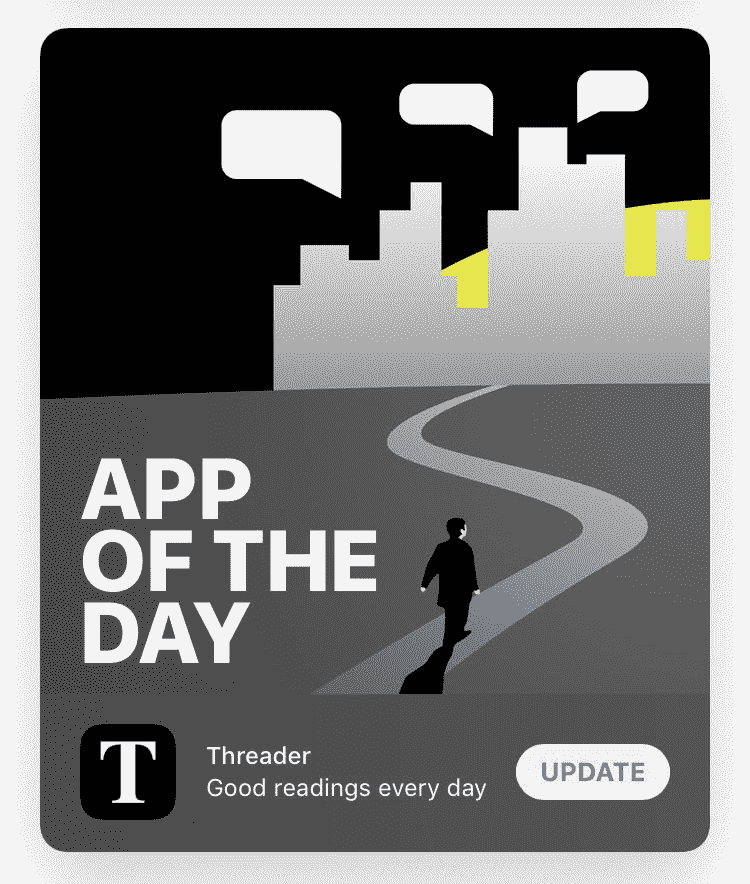 APP
OF THE
DAY
T
Threader
Good readings every day
UPDATE